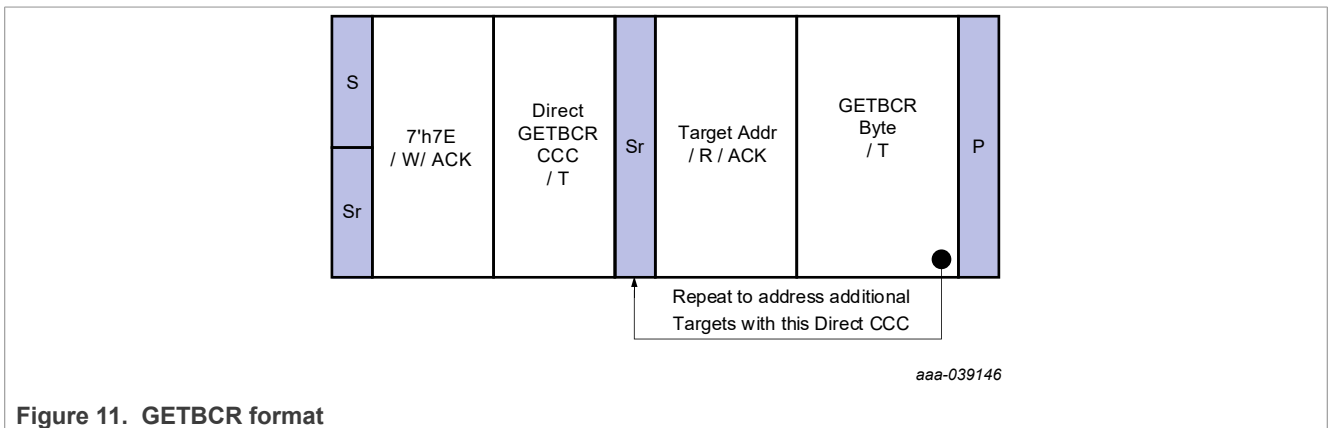 S
Sr
7'h7E
/ W/ ACK
Direct
GETBCR
CCC
/ T
Sr
Target Addr
/ R / ACK
GETBCR
Byte
/ T
P
Repeat to address additional
Targets with this Direct CCC
aaa-039146
Figure 11. GETBCR format